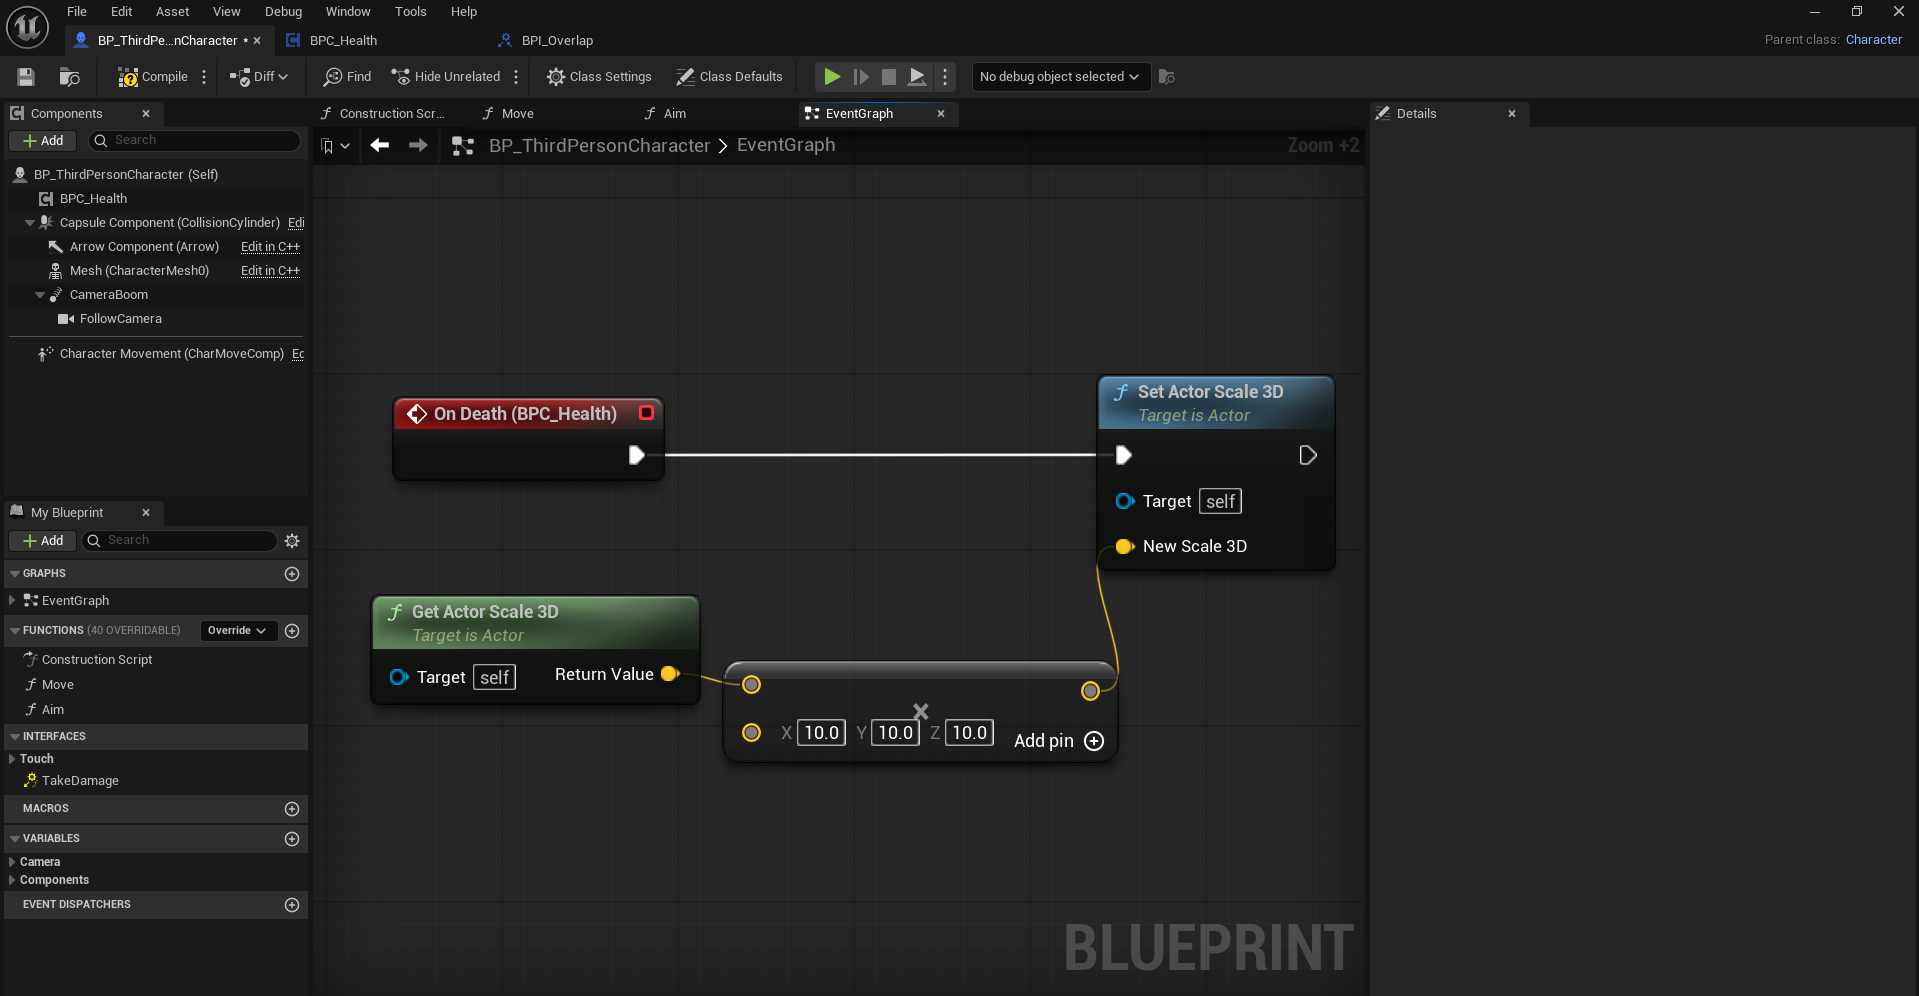 File Edit Asset View Debug Window Tools Help
BP_ThirdPe...nCharacter • BPC_Health BPI_Overlap Parent class: Character
Compile Diff Find Hide Unrelated Class Settings Class Defaults No debug object selected
Components Construction Scr... Move Aim EventGraph Details
Add Search
BP_ThirdPersonCharacter > EventGraph Zoom +2
BP_ThirdPersonCharacter (Self)
BPC_Health
Capsule Component (CollisionCylinder) Edi
Arrow Component (Arrow) Edit in C++
Mesh (CharacterMesh0) Edit in C++
CameraBoom
FollowCamera
Character Movement (CharMoveComp) Ec
My Blueprint
Add Search
GRAPHS
EventGraph
FUNCTIONS (40 OVERRIDABLE) Override
Construction Script
Move
Aim
INTERFACES
Touch
TakeDamage
MACROS
VARIABLES
Camera
Components
EVENT DISPATCHERS
On Death (BPC_Health)
Set Actor Scale 3D
Target is Actor
Target self
New Scale 3D
Get Actor Scale 3D
Target is Actor
Target self Return Value
X 10.0 Y 10.0 Z 10.0 Add pin
BLUEPRINT